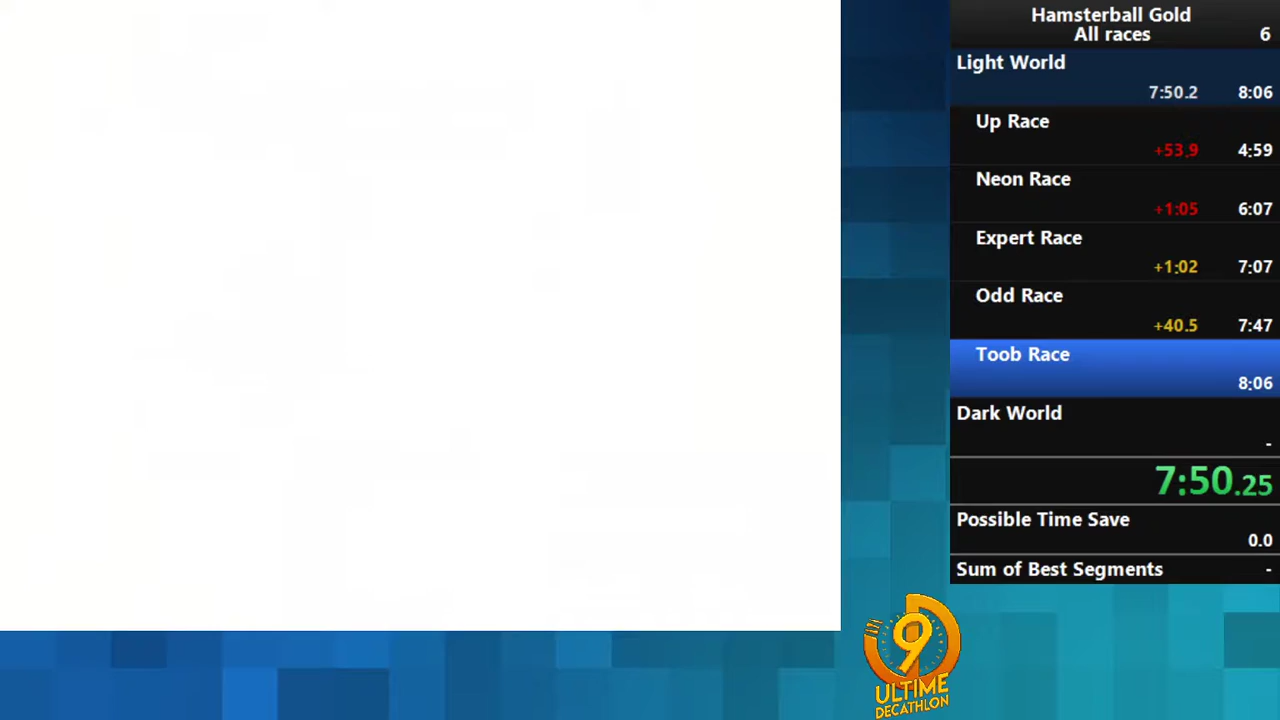 Hamsterball Gold
All races 6
Light World
7:50.2 8:06
Up Race
+53.9 4:59
Neon Race
+1:05 6:07
Expert Race
+1:02 7:07
Odd Race
+40.5 7:47
Toob Race
8:06
Dark World
-
7:50.25
Possible Time Save
0.0
Sum of Best Segments -
9
ULTIME
DECATHLON